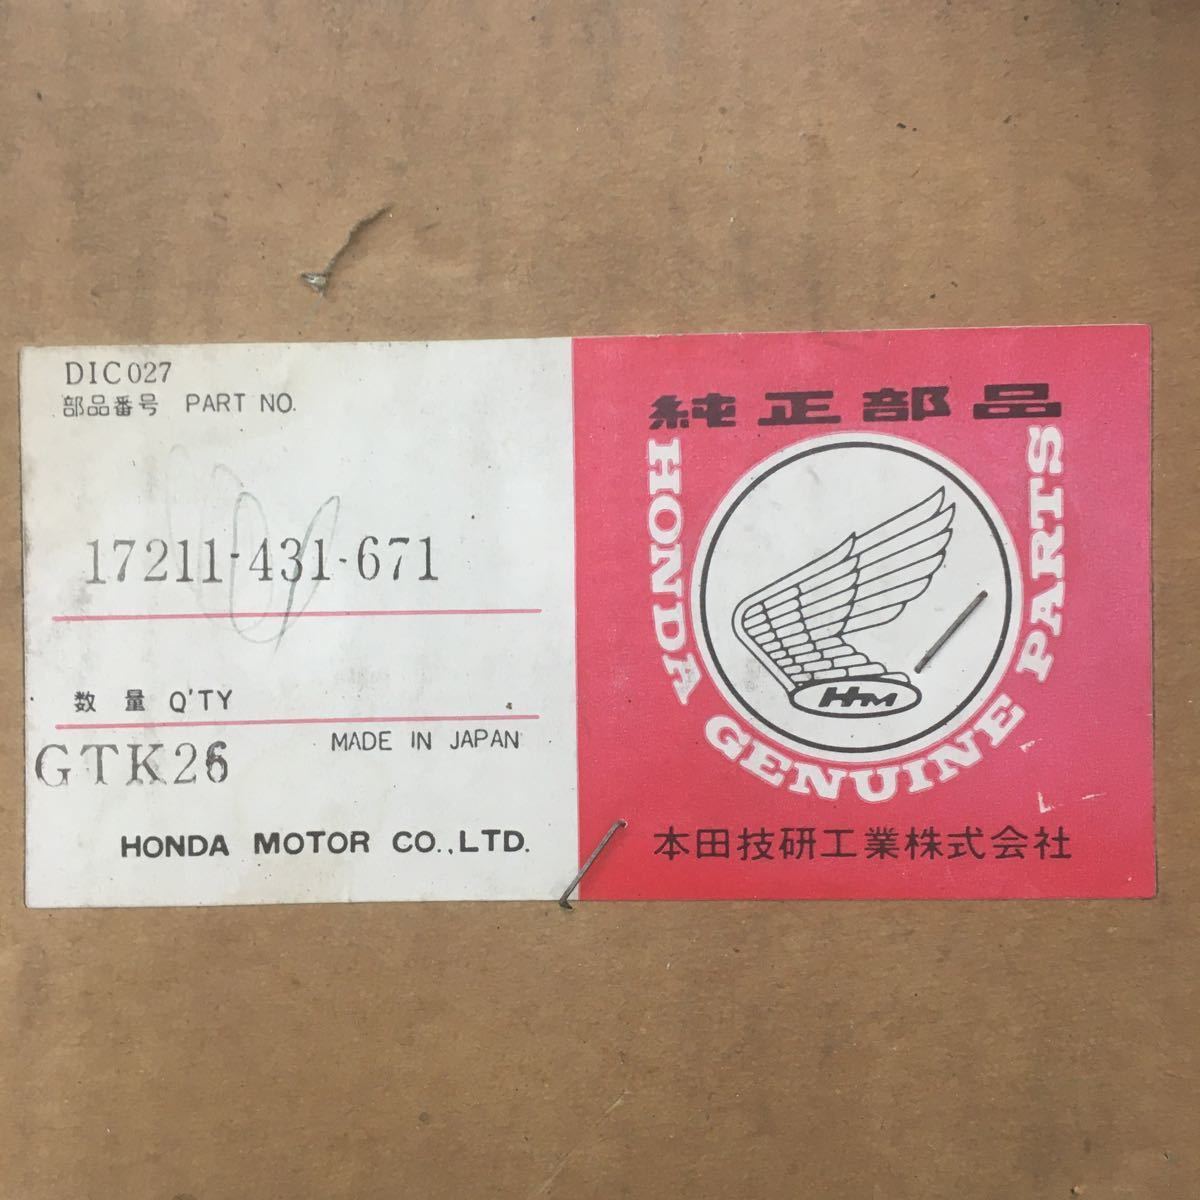 DIC027
部品番号 PART NO.
17211-431-671
数量 Q'TY
GTK26
MADE IN JAPAN
HONDA MOTOR CO.,LTD.
純正部品
HONDA GENUINE PARTS
HM
本田技研工業株式会社